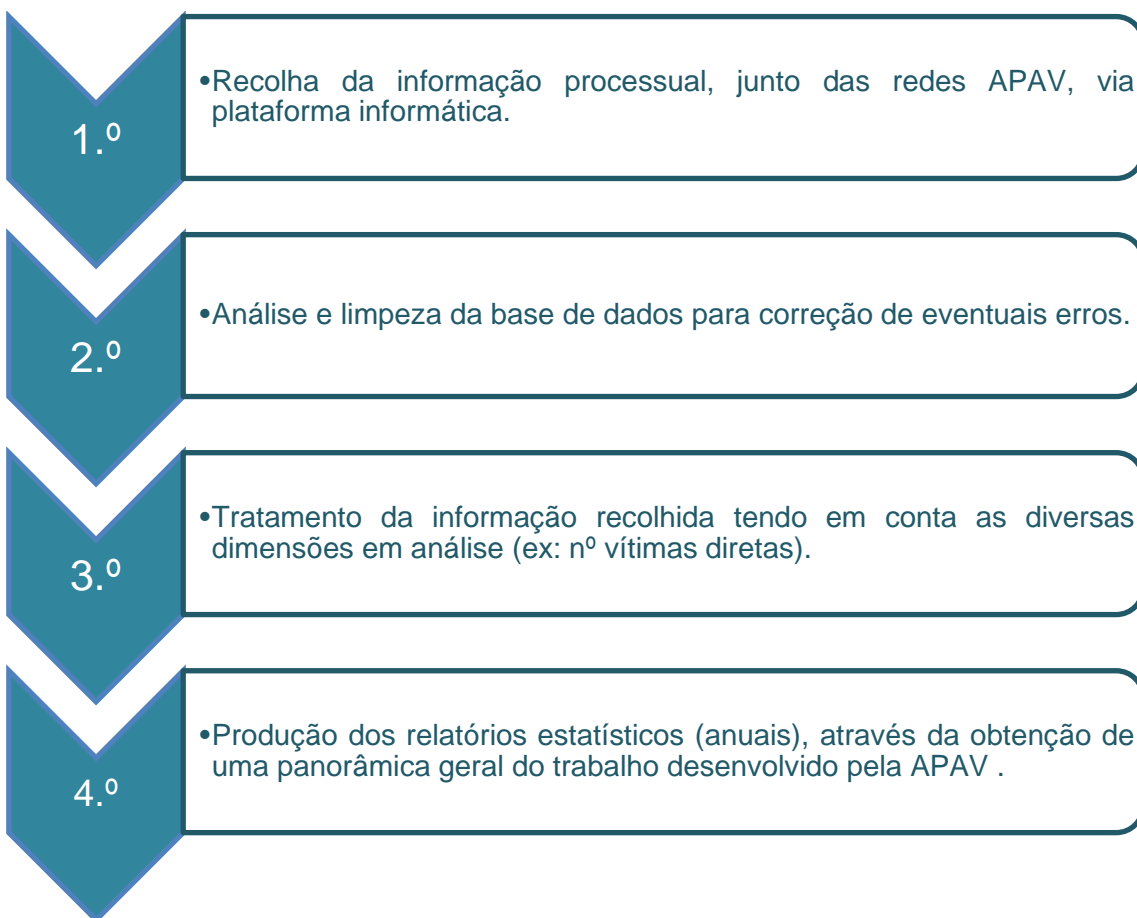 1.º
•Recolha da informação processual, junto das redes APAV, via
plataforma informática.
2.º
•Análise e limpeza da base de dados para correção de eventuais erros.
3.º
•Tratamento da informação recolhida tendo em conta as diversas
dimensões em análise (ex: nº vítimas diretas).
4.º
•Produção dos relatórios estatísticos (anuais), através da obtenção de
uma panorâmica geral do trabalho desenvolvido pela APAV .